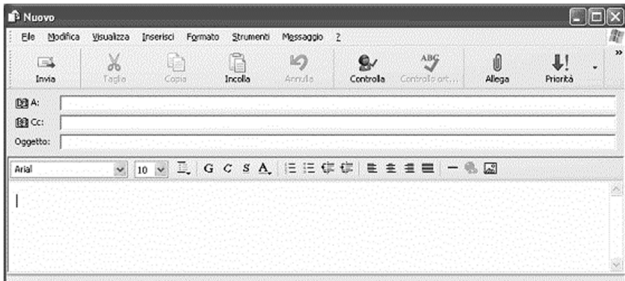 Nuovo
File Modifica Visualizza Inserisci Formato Strumenti Messaggio ?
Invia Taglia Copia Incolla Annulla Controlla Controllo ort... Allega Priorità »
A:
Cc:
Oggetto:
Arial 10 G C S A